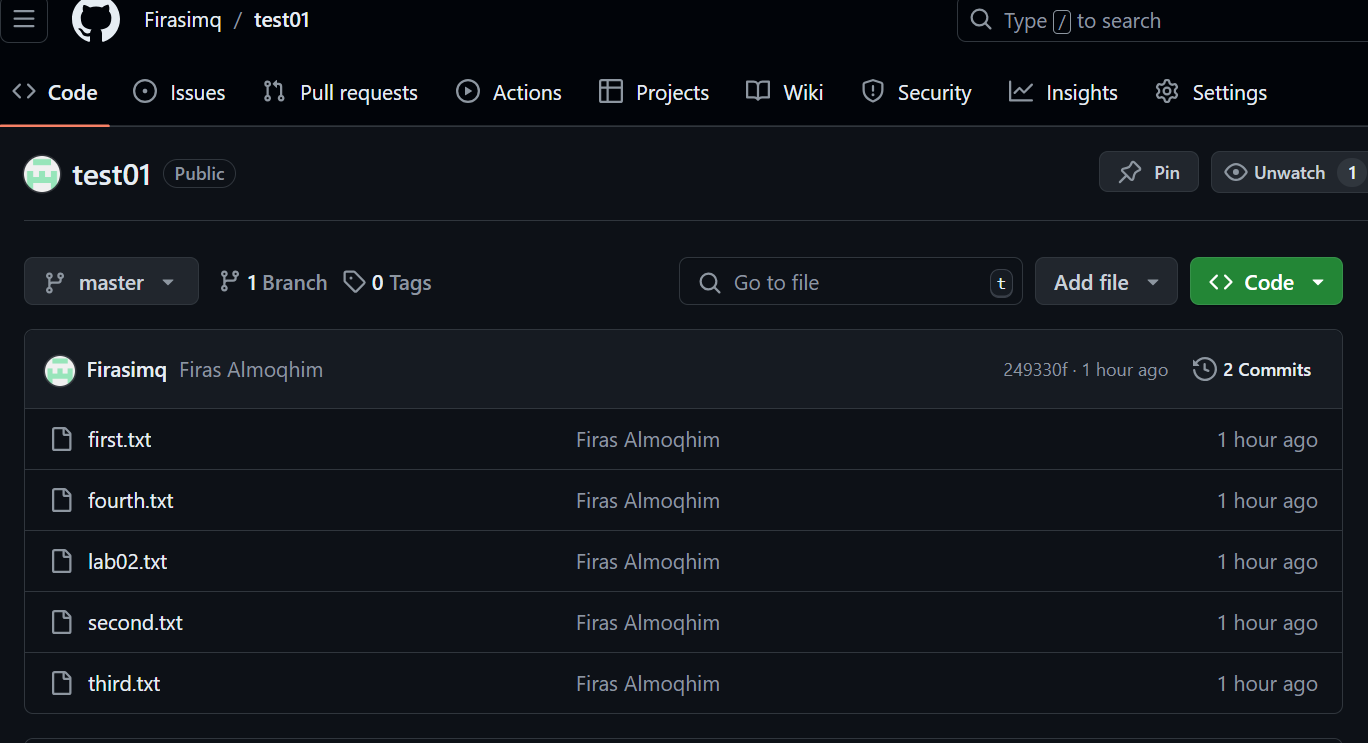 Firasimq / test01
Type / to search
Code Issues Pull requests Actions Projects Wiki Security Insights Settings
test01 Public
Pin Unwatch 1
master 1 Branch 0 Tags Go to file t Add file Code
Firasimq Firas Almoqhim 249330f · 1 hour ago 2 Commits
first.txt Firas Almoqhim 1 hour ago
fourth.txt Firas Almoqhim 1 hour ago
lab02.txt Firas Almoqhim 1 hour ago
second.txt Firas Almoqhim 1 hour ago
third.txt Firas Almoqhim 1 hour ago